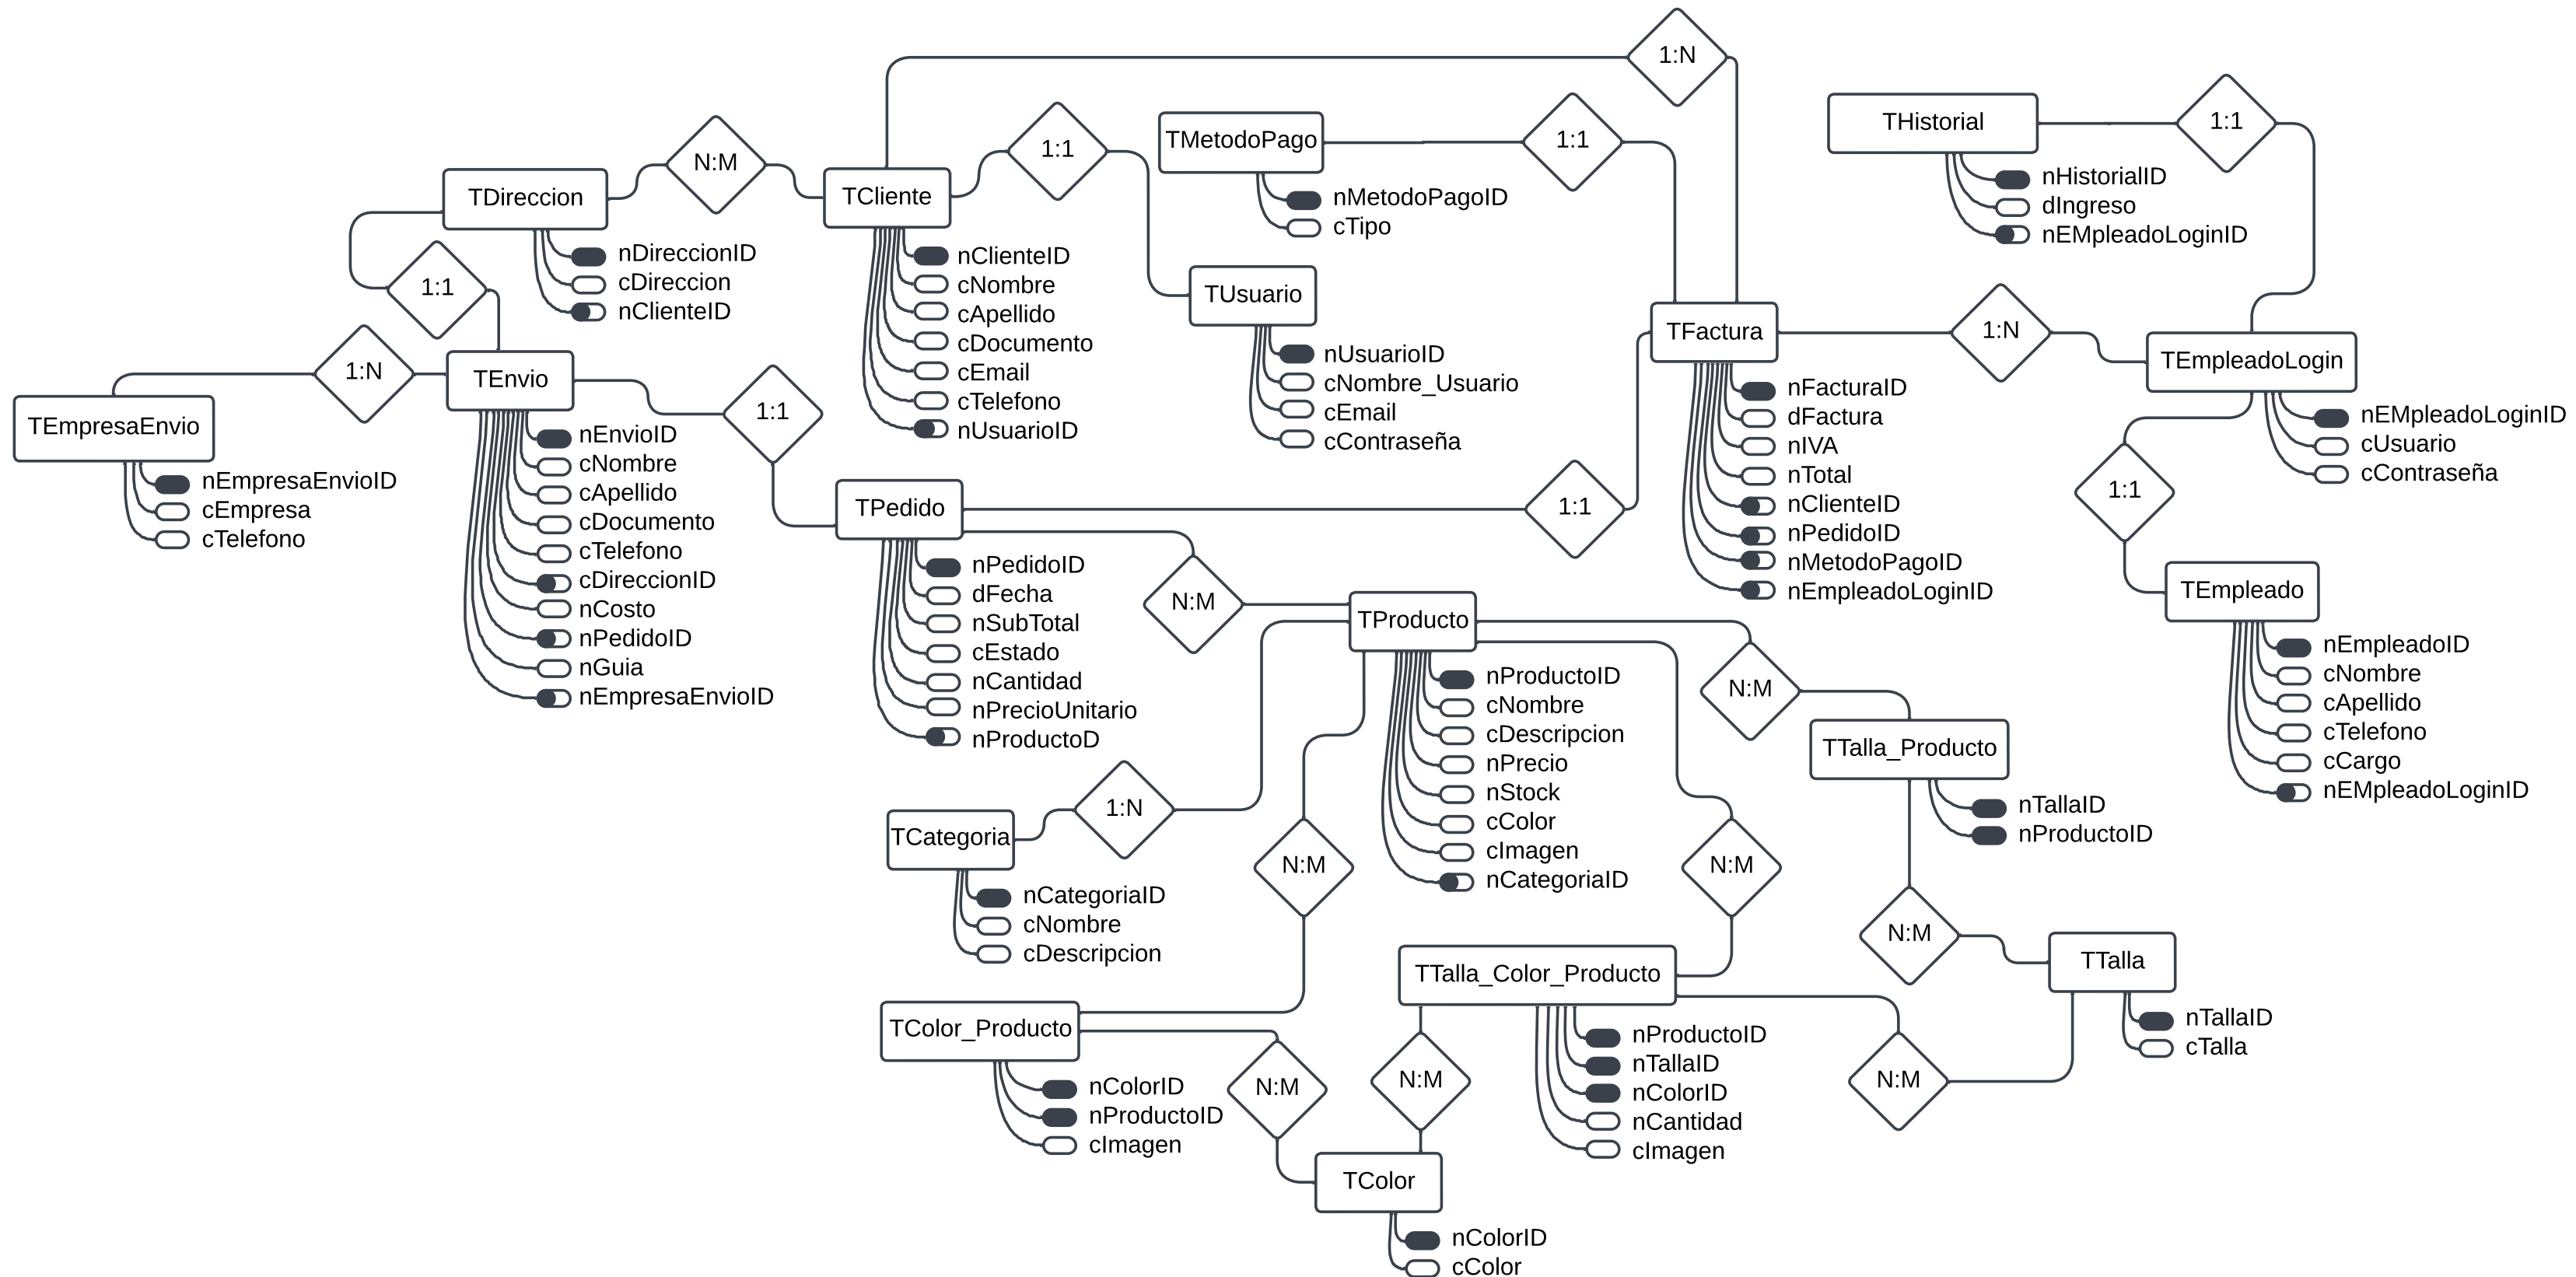 1:N
TDireccion
N:M
TCliente
1:1
TMetodoPago
1:1
THistorial
1:1
nMetodoPagoID
cTipo
nHistorialID
dIngreso
nEMpleadoLoginID
nDireccionID
cDireccion
nClienteID
1:1
nClienteID
cNombre
cApellido
cDocumento
cEmail
cTelefono
nUsuarioID
TUsuario
nUsuarioID
cNombre_Usuario
cEmail
cContraseña
TFactura
1:N
TEmpleadoLogin
nFacturaID
dFactura
nIVA
nTotal
nClienteID
nPedidoID
nMetodoPagoID
nEmpleadoLoginID
nEMpleadoLoginID
cUsuario
cContraseña
1:1
1:N
TEnvio
1:1
TEmpresaEnvio
nEmpresaEnvioID
cEmpresa
cTelefono
nEnvioID
cNombre
cApellido
cDocumento
cTelefono
cDireccionID
nCosto
nPedidoID
nGuia
nEmpresaEnvioID
TPedido
1:1
nPedidoID
dFecha
nSubTotal
cEstado
nCantidad
nPrecioUnitario
nProductoD
N:M
TProducto
nProductoID
cNombre
cDescripcion
nPrecio
nStock
cColor
cImagen
nCategoriaID
N:M
TEmpleado
nEmpleadoID
cNombre
cApellido
cTelefono
cCargo
nEMpleadoLoginID
TTalla_Producto
nTallaID
nProductoID
TCategoria
1:N
N:M
N:M
nCategoriaID
cNombre
cDescripcion
N:M
TTalla
nTallaID
cTalla
TTalla_Color_Producto
nProductoID
nTallaID
nColorID
nCantidad
cImagen
TColor_Producto
nColorID
nProductoID
cImagen
N:M
N:M
N:M
TColor
nColorID
cColor